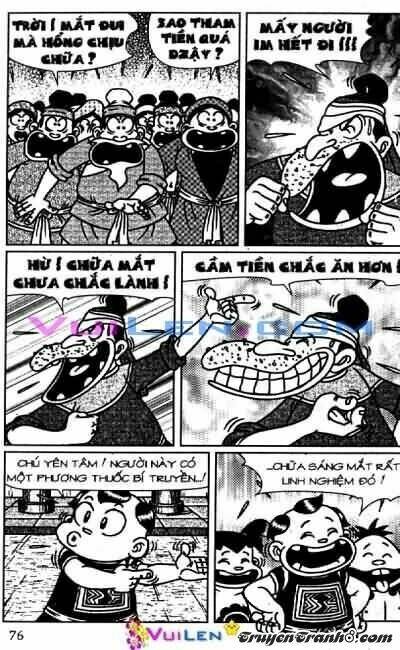 TRỜI ! MẮT ĐUI
MÀ HỔNG CHỊU
CHỮA ?
SAO THAM
TIỀN QUÁ
DZẬY ?
MẤY NGƯỜI
IM HẾT ĐI ! ! !
HỪ ! CHỮA MẮT
CHƯA CHẮC LÀNH !
CẦM TIỀN CHẮC ĂN HƠN !
VUILEN.COM
CHÚ YÊN TÂM ! NGƯỜI NÀY CÓ
MỘT PHƯƠNG THUỐC BÍ TRUYỀN...!
...CHỮA SÁNG MẮT RẤT
LINH NGHIỆM ĐÓ !
76
VUILEN
TruyệnTranh8.com